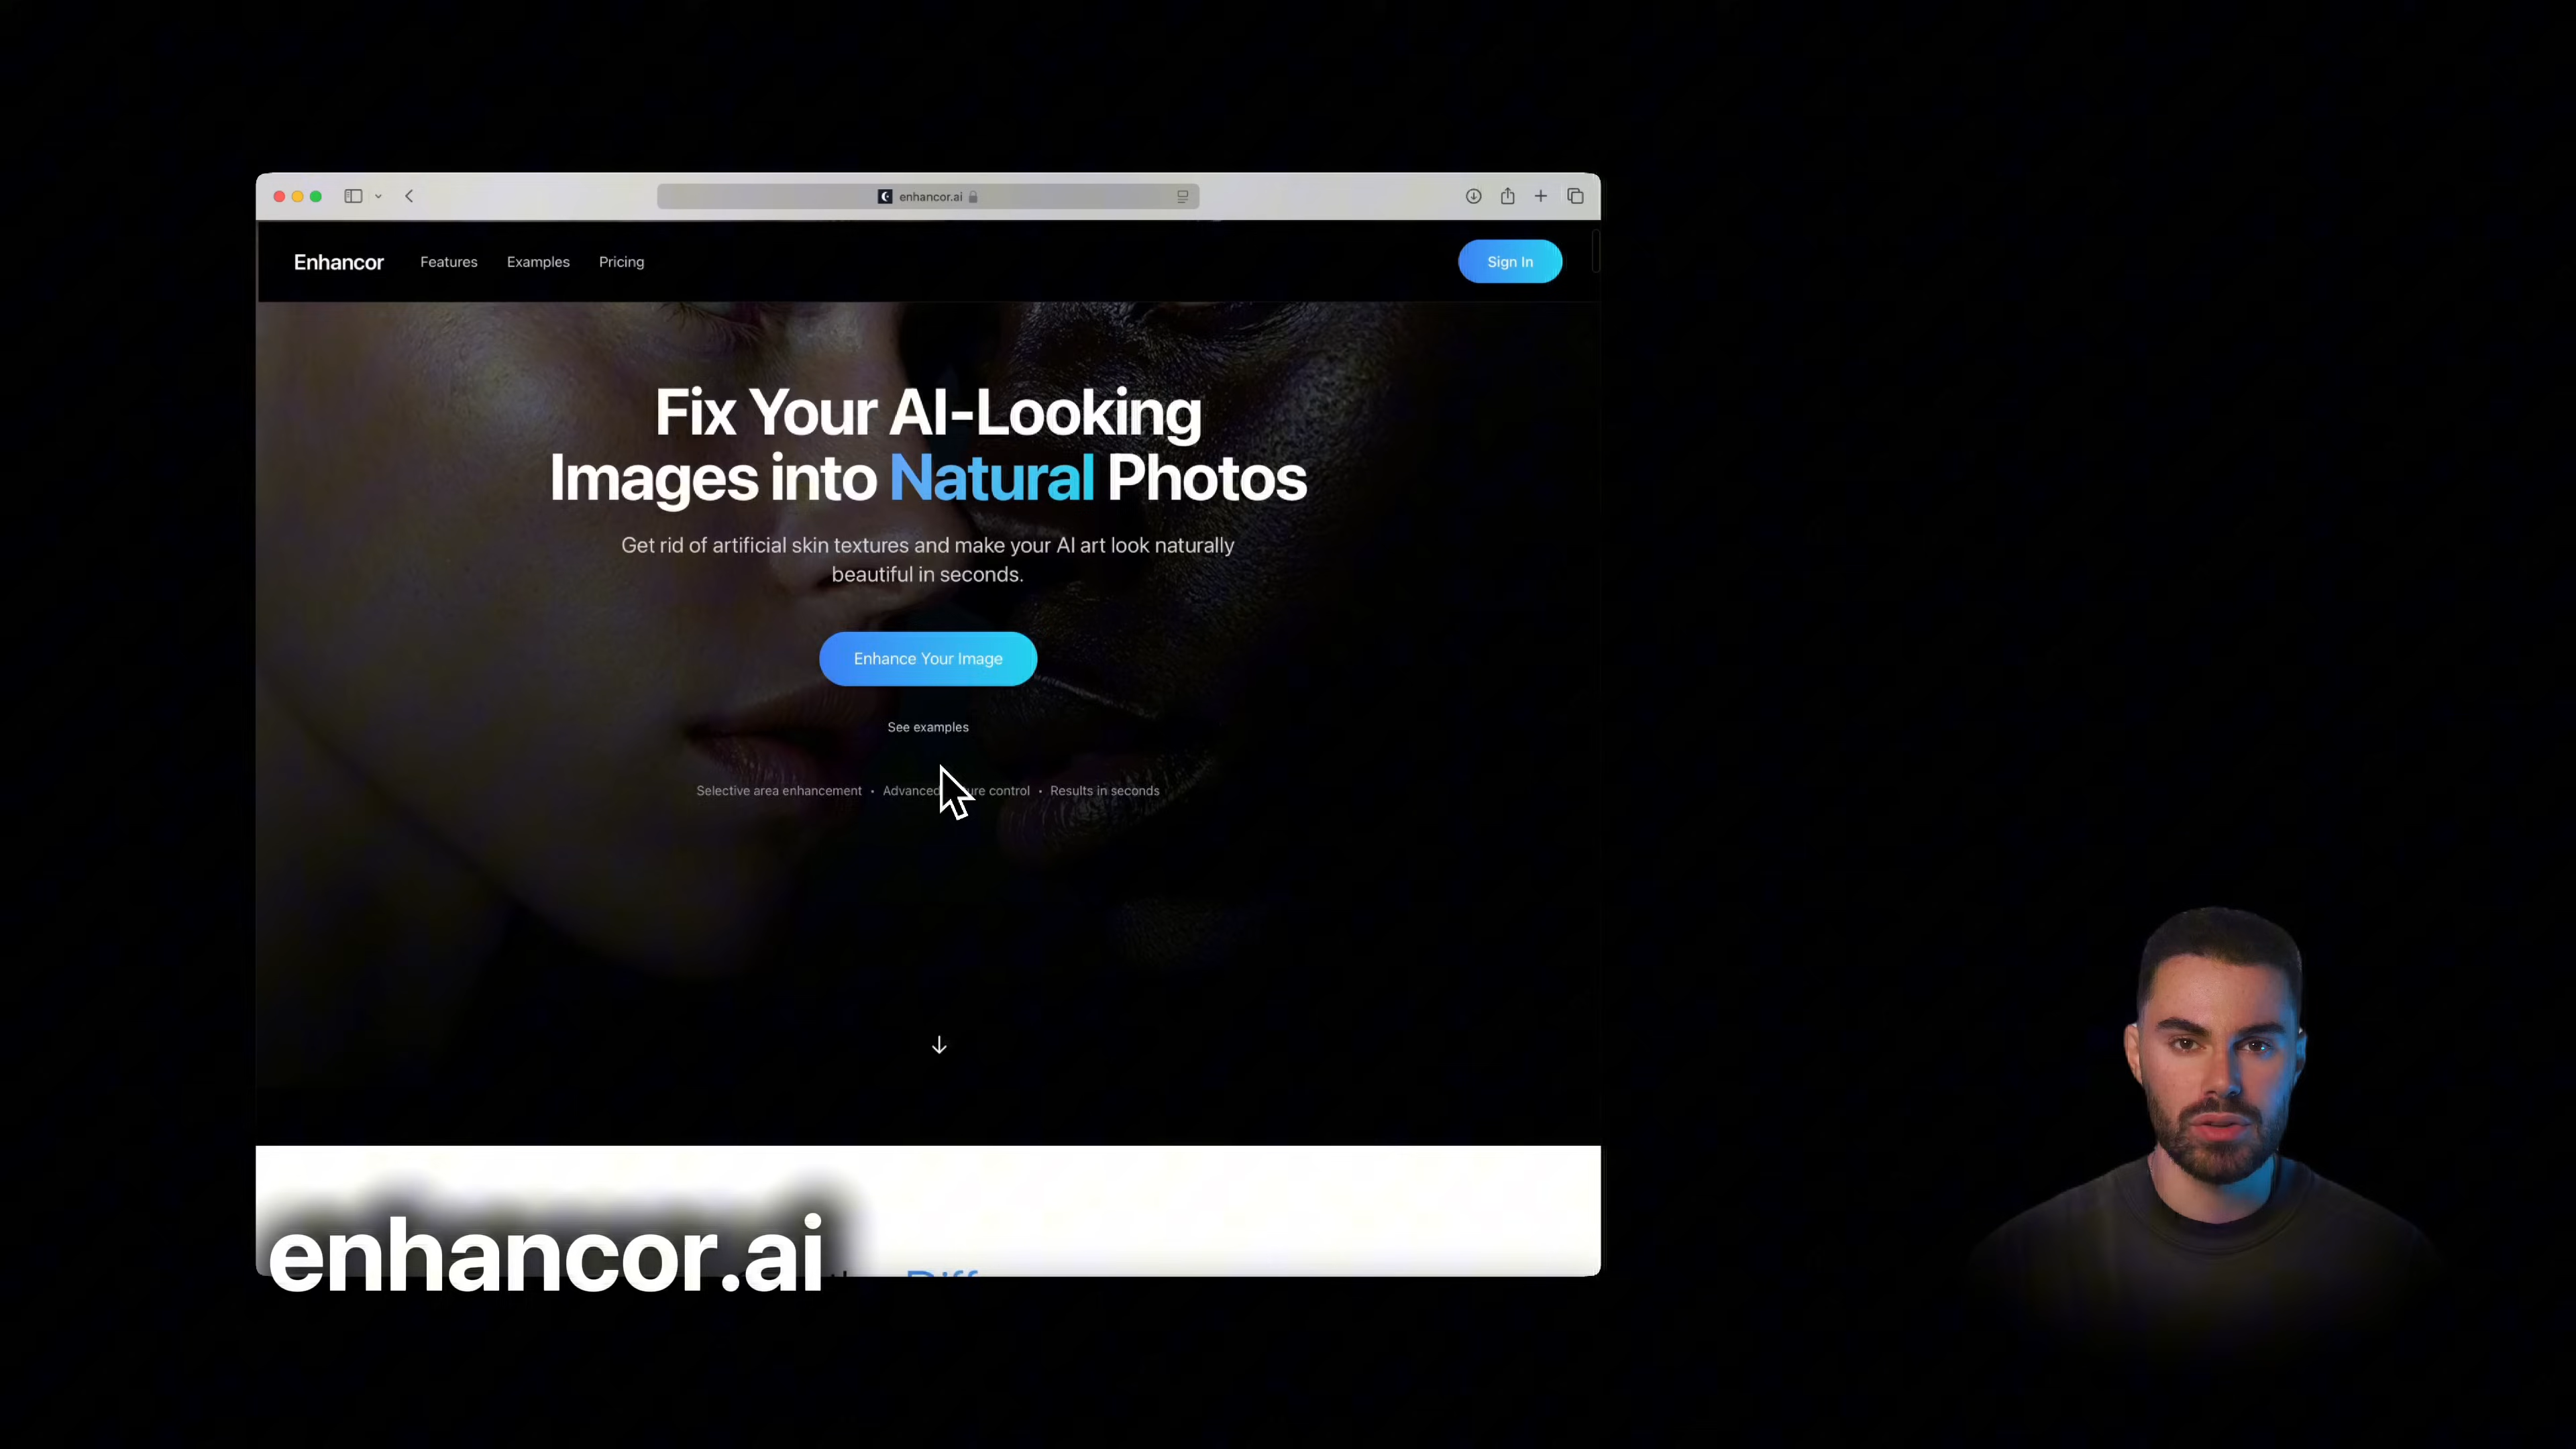 enhancor.ai
Enhancor
Features
Examples
Pricing
Sign In
Fix Your AI-Looking
Images into Natural Photos
Get rid of artificial skin textures and make your AI art look naturally
beautiful in seconds.
Enhance Your Image
See examples
Selective area enhancement • Advanced control • Results in seconds
enhancor.ai